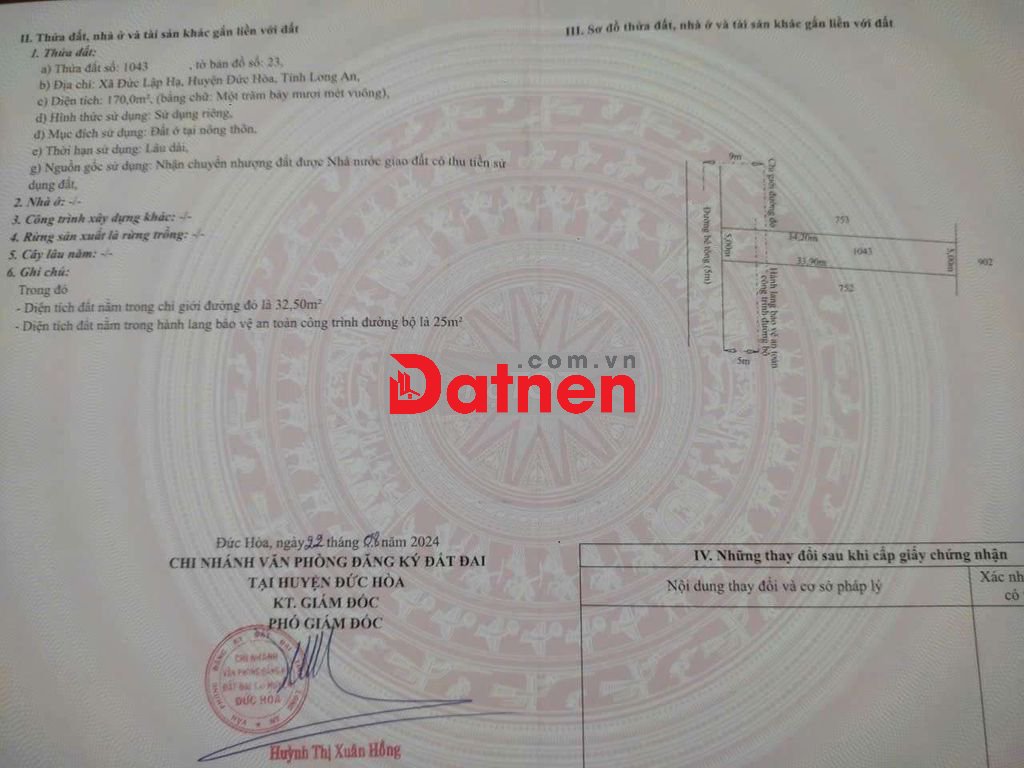 II. Thửa đất, nhà ở và tài sản khác gắn liền với đất
1. Thửa đất:
a) Thửa đất số: 1043 , tờ bản đồ số: 23,
b) Địa chỉ: Xã Đức Lập Hạ, Huyện Đức Hòa, Tỉnh Long An,
c) Diện tích: 170,0m², (bằng chữ: Một trăm bảy mươi mét vuông),
d) Hình thức sử dụng: Sử dụng riêng,
đ) Mục đích sử dụng: Đất ở tại nông thôn,
e) Thời hạn sử dụng: Lâu dài,
g) Nguồn gốc sử dụng: Nhận chuyển nhượng đất được Nhà nước giao đất có thu tiền sử
dụng đất,
2. Nhà ở: -/-
3. Công trình xây dựng khác: -/-
4. Rừng sản xuất là rừng trồng: -/-
5. Cây lâu năm: -/-
6. Ghi chú:
Trong đó
- Diện tích đất nằm trong chỉ giới đường đỏ là 32,50m²
- Diện tích đất nằm trong hành lang bảo vệ an toàn công trình đường bộ là 25m²
III. Sơ đồ thửa đất, nhà ở và tài sản khác gắn liền với đất
9m
Chỉ giới đường đỏ
Đường bê tông (5m)
753
5,00m
34,20m
1043
5,00m
902
33,90m
752
Hành lang bảo vệ an toàn
công trình đường bộ
5m
.com.vn
Datnen
Đức Hòa, ngày 22 tháng 08 năm 2024
CHI NHÁNH VĂN PHÒNG ĐĂNG KÝ ĐẤT ĐAI
TẠI HUYỆN ĐỨC HÒA
KT. GIÁM ĐỐC
PHÓ GIÁM ĐỐC
CHI NHÁNH
VĂN PHÒNG ĐĂNG
ĐẤT ĐAI
ĐỨC HÒA
Huỳnh Thị Xuân Hồng
IV. Những thay đổi sau khi cấp giấy chứng nhận
Nội dung thay đổi và cơ sở pháp lý
Xác
có